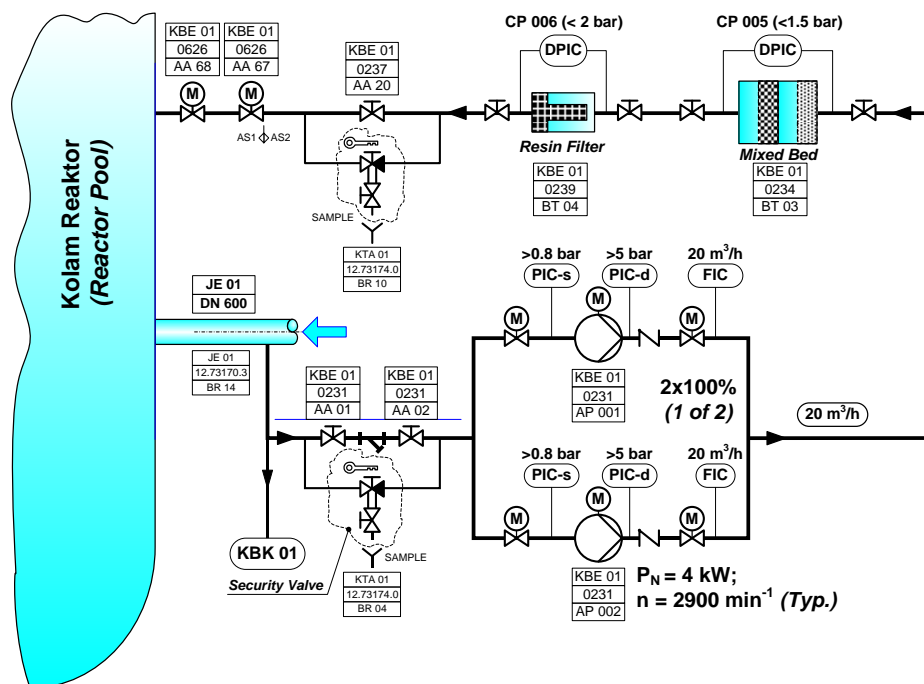 CP 006 (< 2 bar)
CP 005 (<1.5 bar)
KBE 01
0626
AA 68
KBE 01
0626
AA 67
KBE 01
0237
AA 20
DPIC
DPIC
M
M
AS1
AS2
Resin Filter
Mixed Bed
KBE 01
0239
BT 04
KBE 01
0234
BT 03
SAMPLE
KTA 01
12.73174.0
BR 10
Kolam Reaktor
(Reactor Pool)
JE 01
DN 600
JE 01
12.73170.3
BR 14
>0.8 bar
>5 bar
20 m³/h
PIC-s
PIC-d
FIC
M
M
M
KBE 01
0231
AP 001
KBE 01
0231
AA 01
KBE 01
0231
AA 02
2x100%
(1 of 2)
20 m³/h
>0.8 bar
>5 bar
20 m³/h
PIC-s
PIC-d
FIC
M
M
M
KBK 01
SAMPLE
Security Valve
KTA 01
12.73174.0
BR 04
KBE 01
0231
AP 002
P_N = 4 kW;
n = 2900 min⁻¹ (Typ.)